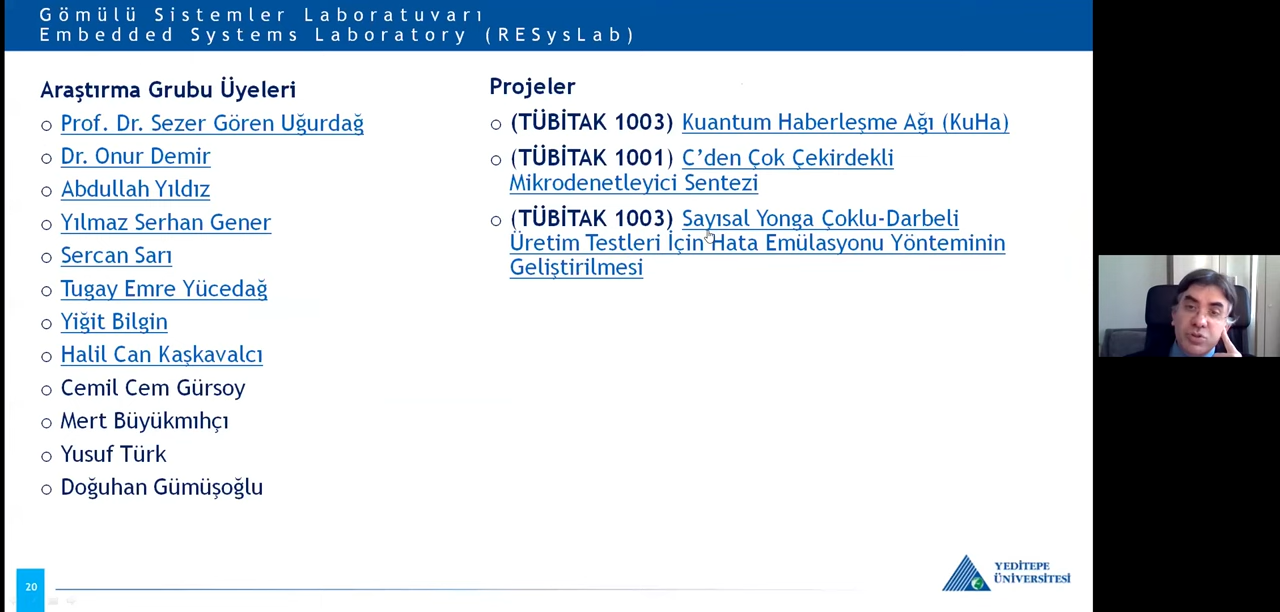 Gömülü Sistemler Laboratuvarı
Embedded Systems Laboratory (RESysLab)
Araştırma Grubu Üyeleri
Prof. Dr. Sezer Gören Uğurdağ
Dr. Onur Demir
Abdullah Yıldız
Yılmaz Serhan Gener
Sercan Sarı
Tugay Emre Yücedağ
Yiğit Bilgin
Halil Can Kaşkavalcı
Cemil Cem Gürsoy
Mert Büyükmıhçı
Yusuf Türk
Doğuhan Gümüşoğlu
Projeler
(TÜBİTAK 1003) Kuantum Haberleşme Ağı (KuHa)
(TÜBİTAK 1001) C’den Çok Çekirdekli
Mikrodenetleyici Sentezi
(TÜBİTAK 1003) Sayısal Yonga Çoklu-Darbeli
Üretim Testleri İçin Hata Emülasyonu Yönteminin
Geliştirilmesi
20
YEDİTEPE
ÜNİVERSİTESİ